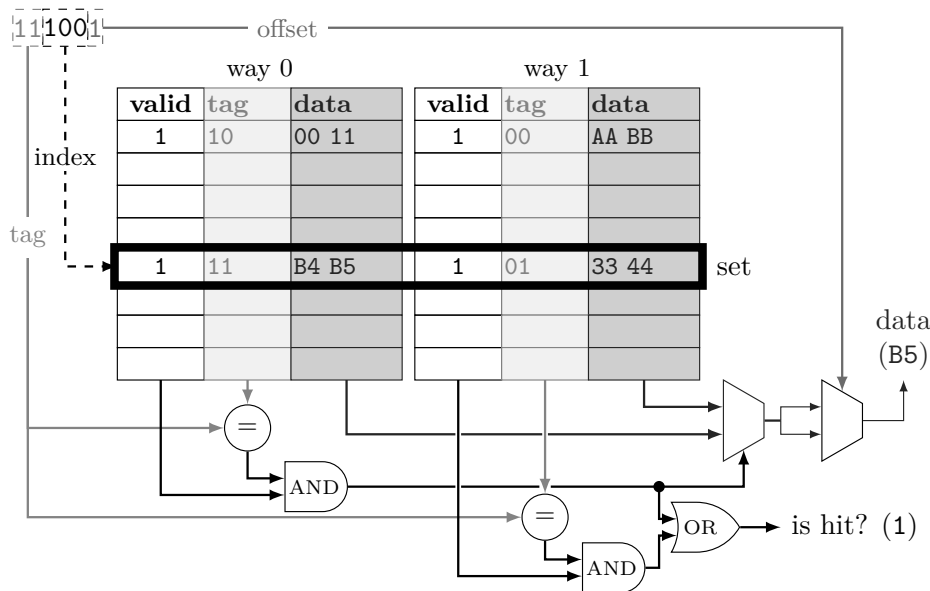 111001 offset
way 0 way 1
valid tag data valid tag data
1 10 00 11 1 00 AA BB
index
tag
1 11 B4 B5 1 01 33 44 set
data
(B5)
=
AND
=
OR is hit? (1)
AND